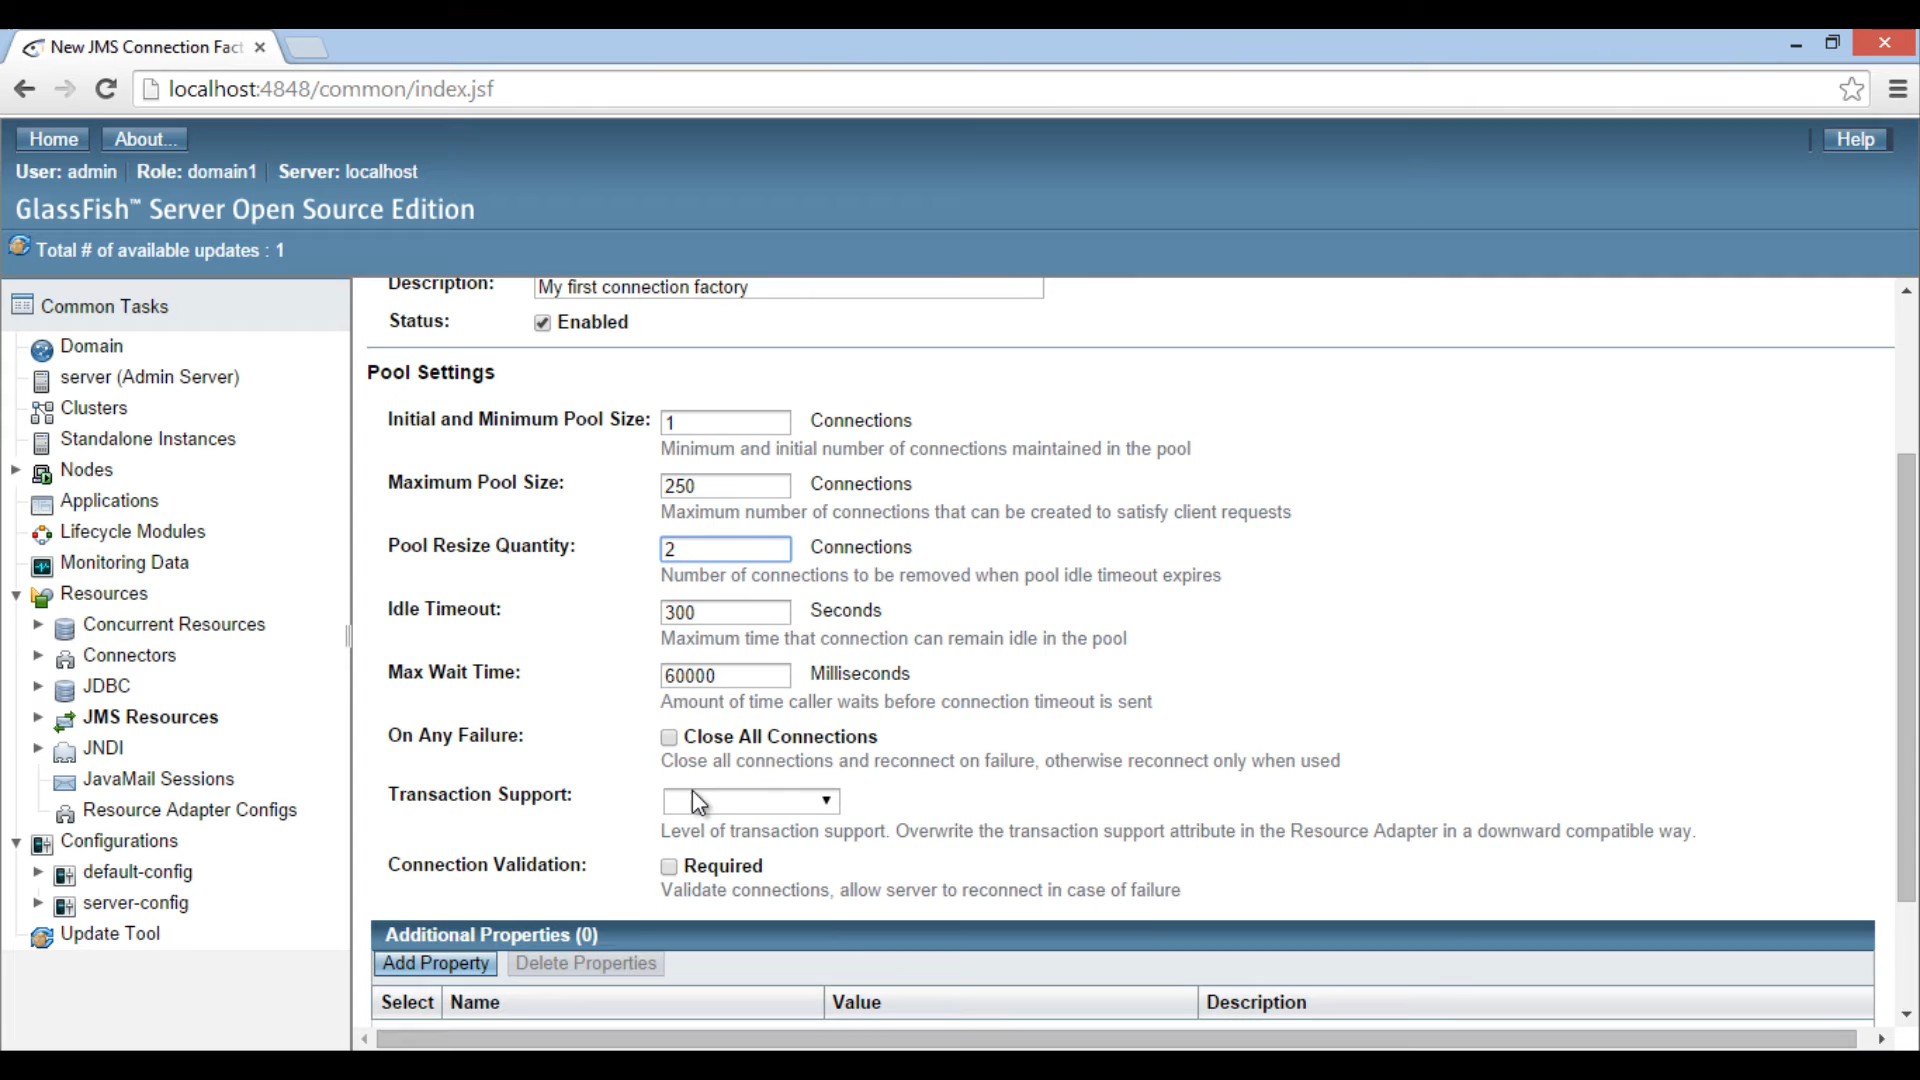 New JMS Connection Fact
localhost:4848/common/index.jsf
Home About... Help
User: admin Role: domain1 Server: localhost
GlassFish™ Server Open Source Edition
Total # of available updates : 1
Common Tasks
Domain
server (Admin Server)
Clusters
Standalone Instances
Nodes
Applications
Lifecycle Modules
Monitoring Data
Resources
Concurrent Resources
Connectors
JDBC
JMS Resources
JNDI
JavaMail Sessions
Resource Adapter Configs
Configurations
default-config
server-config
Update Tool
Description: My first connection factory
Status: Enabled
Pool Settings
Initial and Minimum Pool Size: 1 Connections
Minimum and initial number of connections maintained in the pool
Maximum Pool Size: 250 Connections
Maximum number of connections that can be created to satisfy client requests
Pool Resize Quantity: 2 Connections
Number of connections to be removed when pool idle timeout expires
Idle Timeout: 300 Seconds
Maximum time that connection can remain idle in the pool
Max Wait Time: 60000 Milliseconds
Amount of time caller waits before connection timeout is sent
On Any Failure: Close All Connections
Close all connections and reconnect on failure, otherwise reconnect only when used
Transaction Support:
Level of transaction support. Overwrite the transaction support attribute in the Resource Adapter in a downward compatible way.
Connection Validation: Required
Validate connections, allow server to reconnect in case of failure
Additional Properties (0)
Add Property Delete Properties
Select Name Value Description